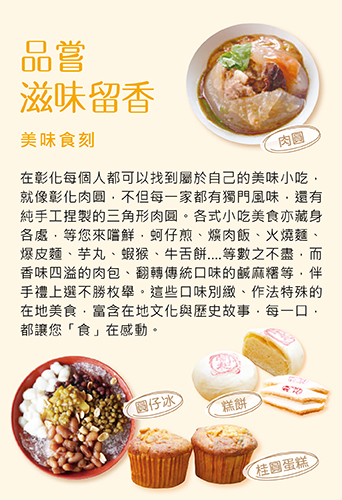 品嘗
滋味留香
美味食刻
肉圓
在彰化每個人都可以找到屬於自己的美味小吃，
就像彰化肉圓，不但每一家都有獨門風味，還有
純手工捏製的三角形肉圓。各式小吃美食亦藏身
各處，等您來嚐鮮，蚵仔煎、爌肉飯、火燒麵、
爆皮麵、芋丸、蝦猴、牛舌餅....等數之不盡，而
香味四溢的肉包、翻轉傳統口味的鹹麻糬等，伴
手禮上選不勝枚舉。這些口味別緻、作法特殊的
在地美食，富含在地文化與歷史故事，每一口，
都讓您「食」在感動。
圓仔冰
糕餅
桂圓蛋糕